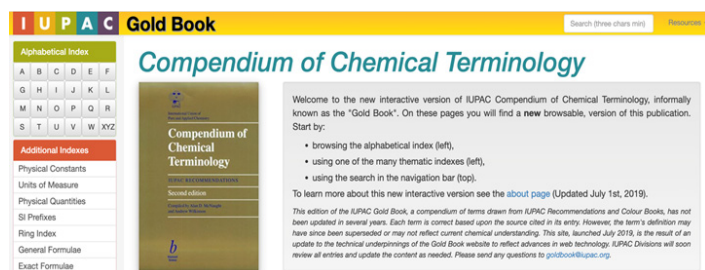 IUPAC Gold Book
Search (three chars min)
Resources
Alphabetical Index
A B C D E F
G H I J K L
M N O P Q R
S T U V W XYZ
Additional Indexes
Physical Constants
Units of Measure
Physical Quantities
SI Prefixes
Ring Index
General Formulae
Exact Formulae
Compendium of Chemical Terminology
Compendium of
Chemical
Terminology
IUPAC RECOMMENDATIONS
Second edition
b
Welcome to the new interactive version of IUPAC Compendium of Chemical Terminology, informally
known as the "Gold Book". On these pages you will find a new browsable, version of this publication.
Start by:
• browsing the alphabetical index (left),
• using one of the many thematic indexes (left),
• using the search in the navigation bar (top).
To learn more about this new interactive version see the about page (Updated July 1st, 2019).
This edition of the IUPAC Gold Book, a compendium of terms drawn from IUPAC Recommendations and Colour Books, has not
been updated in several years. Each term is correct based upon the source cited in its entry. However, the term's definition may
have since been superseded or may not reflect current chemical understanding. This site, launched July 2019, is the result of an
update to the technical underpinnings of the Gold Book website to reflect advances in web technology. IUPAC Divisions will soon
review all entries and update the content as needed. Please send any questions to goldbook@iupac.org.